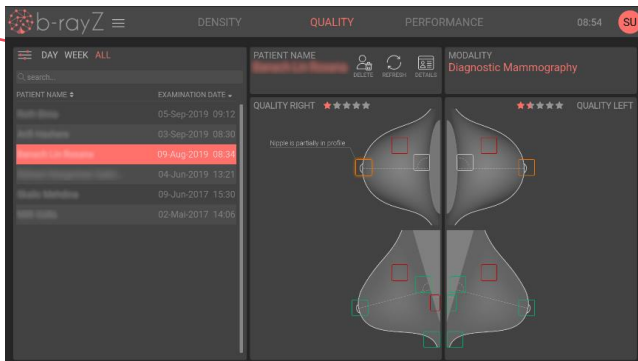 b-rayZ
DENSITY
QUALITY
PERFORMANCE
08:54
SU
DAY WEEK ALL
search...
PATIENT NAME
EXAMINATION DATE
05-Sep-2019 09:12
03-Sep-2019 08:30
09-Aug-2019 08:34
04-Jun-2019 13:21
09-Jun-2017 15:30
02-Mai-2017 14:06
PATIENT NAME
DELETE
REFRESH
DETAILS
MODALITY
Diagnostic Mammography
QUALITY RIGHT
QUALITY LEFT
Nipple is partially in profile